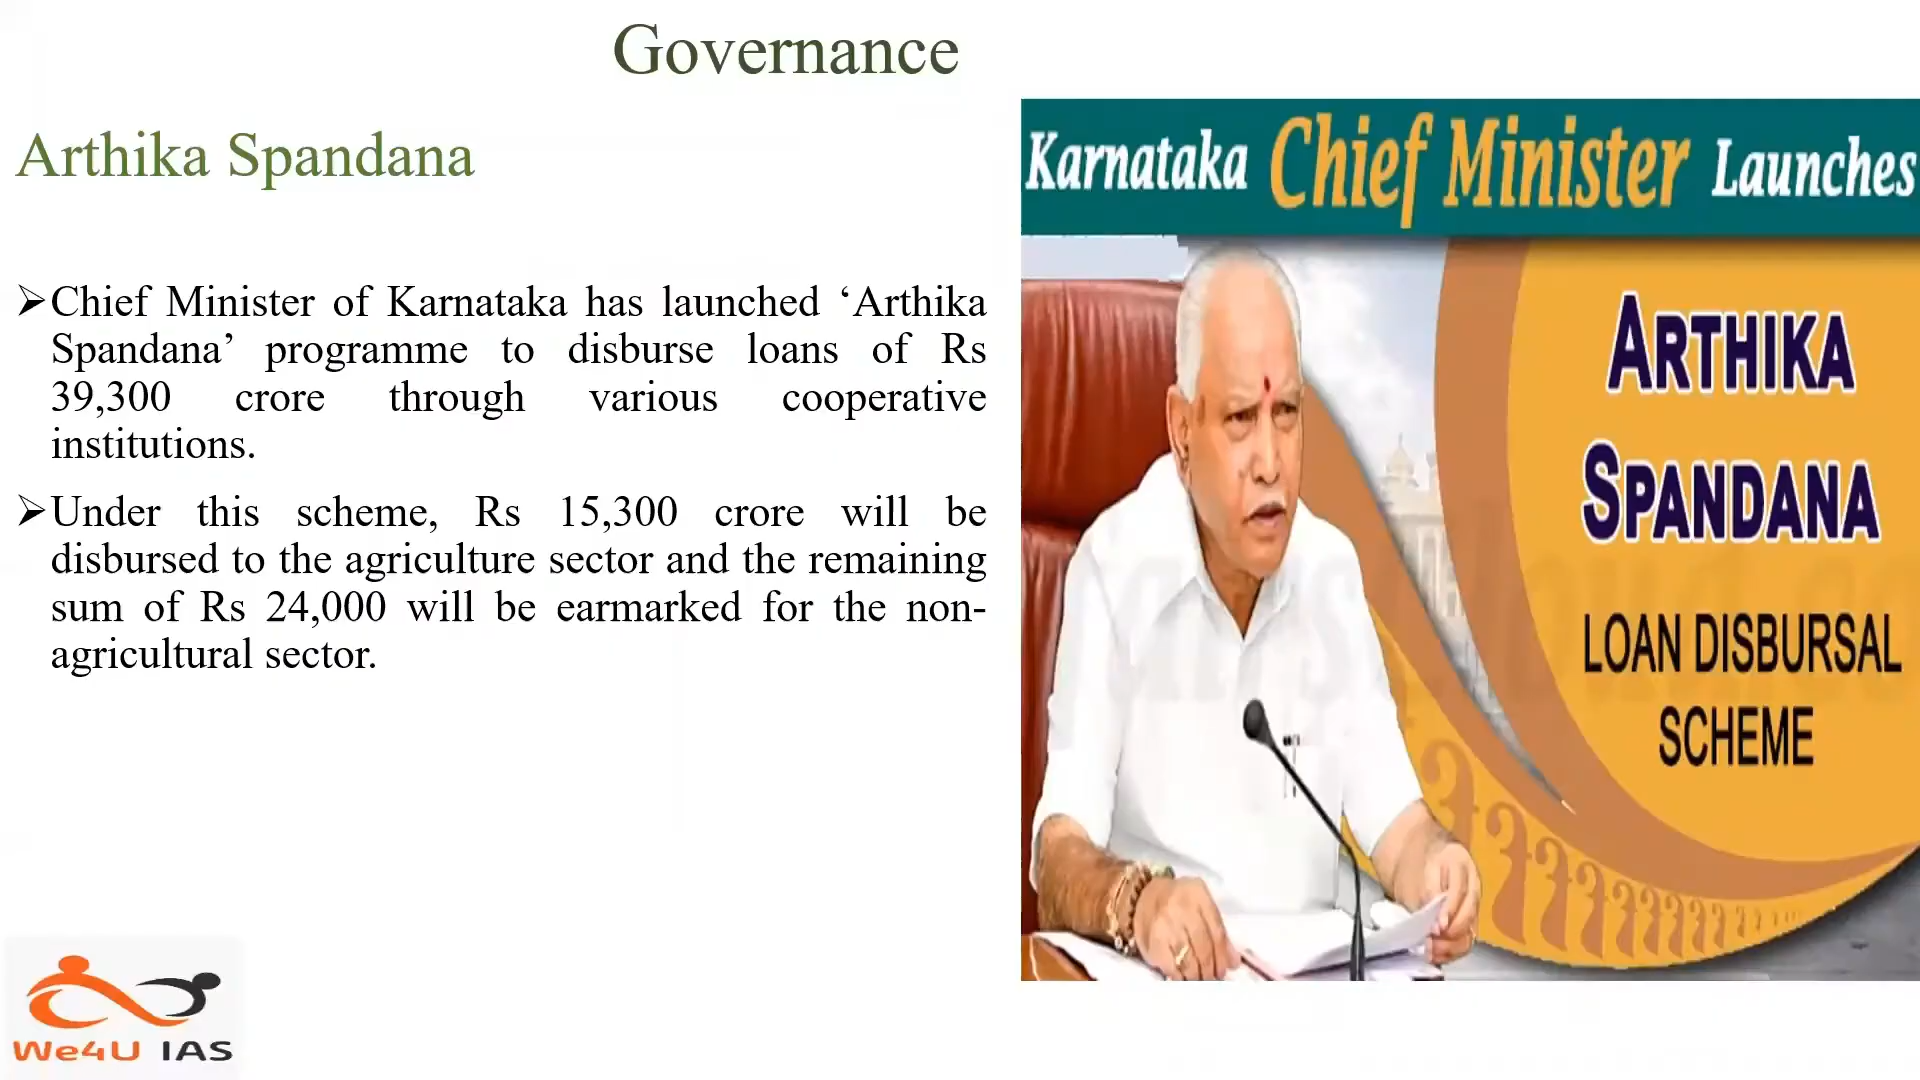 Governance
Arthika Spandana
➢Chief Minister of Karnataka has launched ‘Arthika
Spandana’ programme to disburse loans of Rs
39,300 crore through various cooperative
institutions.
➢Under this scheme, Rs 15,300 crore will be
disbursed to the agriculture sector and the remaining
sum of Rs 24,000 will be earmarked for the non-
agricultural sector.
Karnataka Chief Minister Launches
ARTHIKA
SPANDANA
LOAN DISBURSAL
SCHEME
We4U IAS